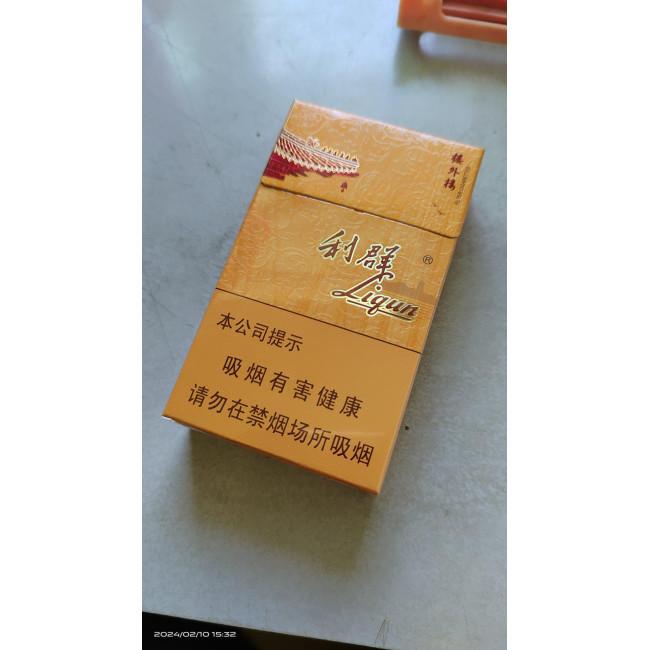 楼外楼
利群
®
Liqun
本公司提示
吸烟有害健康
请勿在禁烟场所吸烟
2024/02/10 15:32